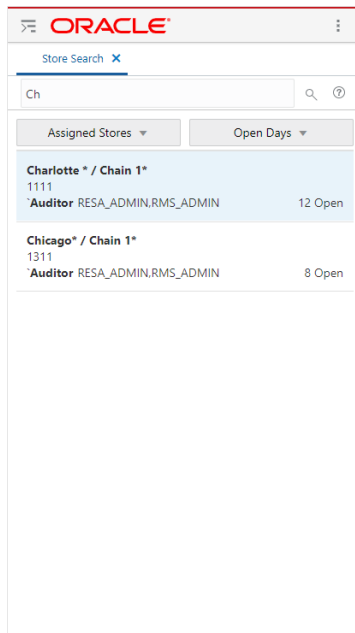 ORACLE
Store Search
Ch
Assigned Stores
Open Days
Charlotte * / Chain 1*
1111
`Auditor RESA_ADMIN,RMS_ADMIN 12 Open
Chicago* / Chain 1*
1311
`Auditor RESA_ADMIN,RMS_ADMIN 8 Open